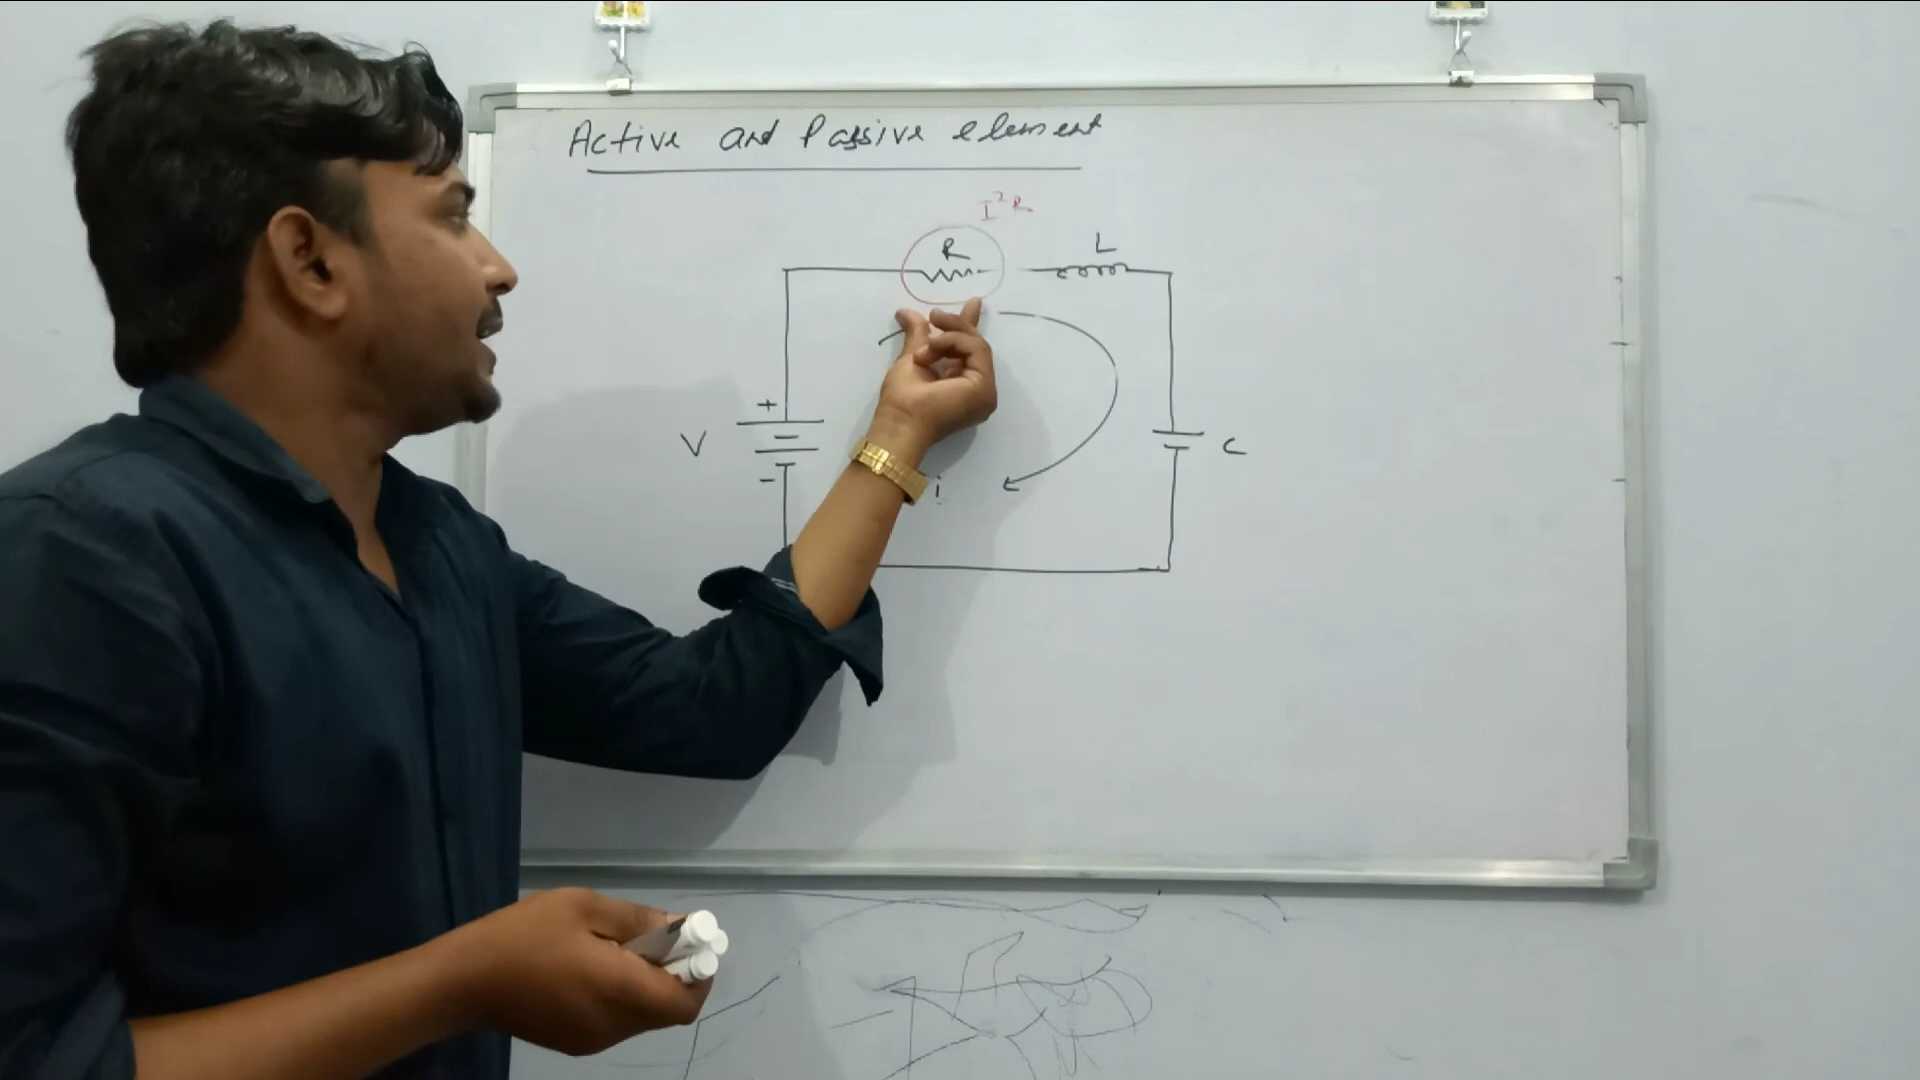 Active and Passive element
I²R
R
L
+
V
-
C
i